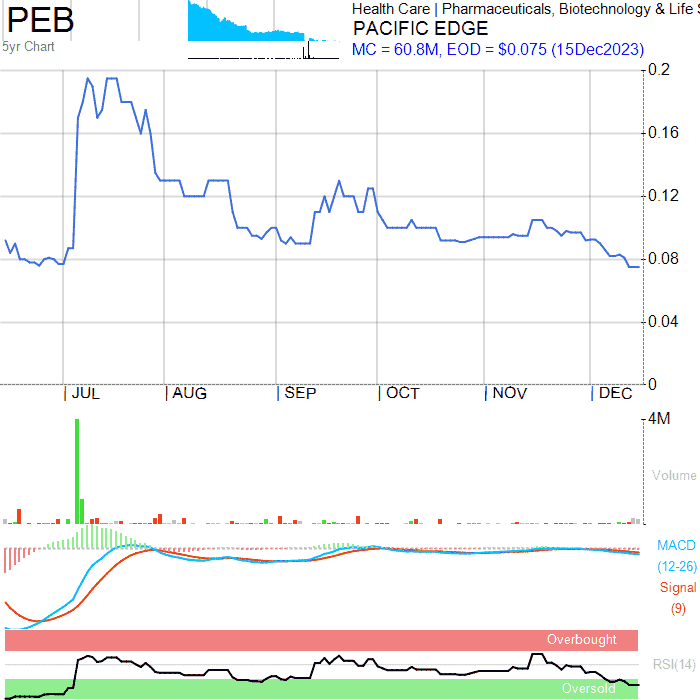 PEB
5yr Chart
Health Care | Pharmaceuticals, Biotechnology & Life
PACIFIC EDGE
MC = 60.8M, EOD = $0.075 (15Dec2023)
0.2
0.16
0.12
0.08
0.04
0
JUL
AUG
SEP
OCT
NOV
DEC
4M
Volume
MACD
(12-26)
Signal
(9)
Overbought
RSI(14)
Oversold